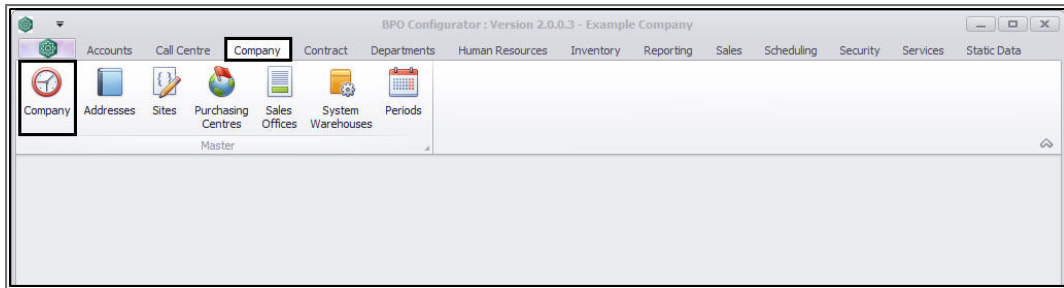 BPO Configurator : Version 2.0.0.3 - Example Company
Accounts Call Centre Company Contract Departments Human Resources Inventory Reporting Sales Scheduling Security Services Static Data
Company Addresses Sites Purchasing Sales System Periods
Centres Offices Warehouses
Master